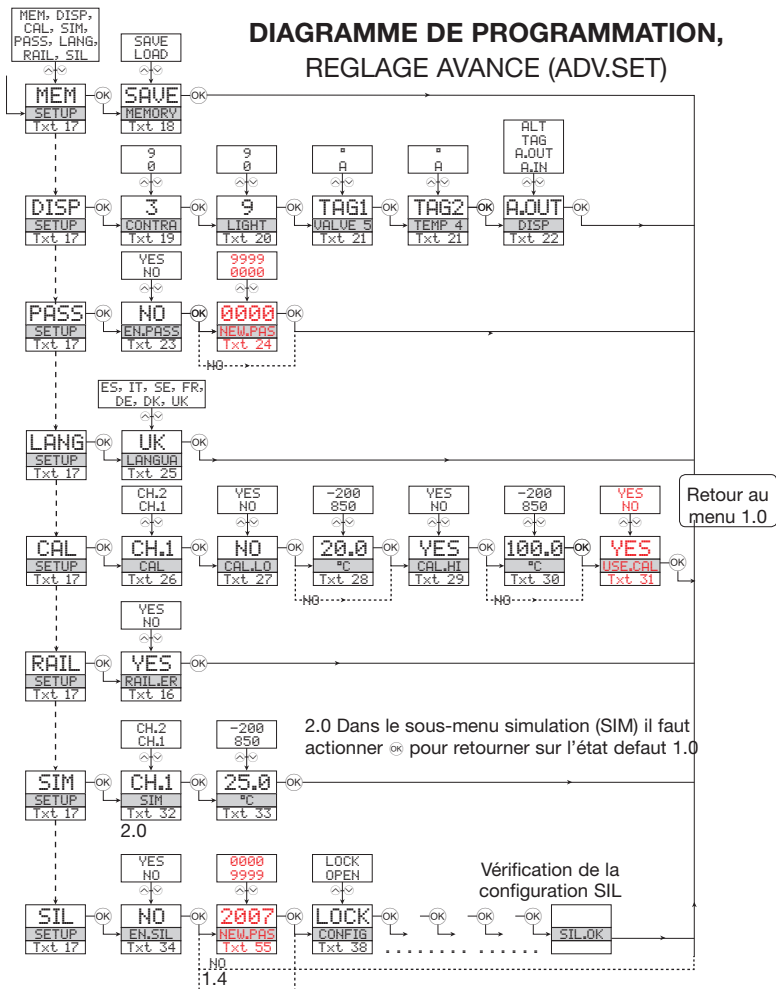 DIAGRAMME DE PROGRAMMATION,
REGLAGE AVANCE (ADV.SET)
MEM, DISP,
CAL, SIM,
PASS, LANG,
RAIL, SIL
SAVE
LOAD
MEM OK SAVE OK
SETUP MEMORY
Txt 17 Txt 18
9 9 " " ALT
0 0 A A TAG
A.OUT
A.IN
DISP OK 3 OK 9 OK TAG1 OK TAG2 OK A.OUT OK
SETUP CONTRA LIGHT VALVE 5 TEMP 4 DISP
Txt 17 Txt 19 Txt 20 Txt 21 Txt 21 Txt 22
YES 9999
NO 0000
PASS OK NO OK 0000 OK
SETUP EN.PASS NEW.PAS
Txt 17 Txt 23 Txt 24
NO
ES, IT, SE, FR,
DE, DK, UK
LANG OK UK OK
SETUP LANGUA
Txt 17 Txt 25
Retour au
menu 1.0
CH.2 YES -200 YES -200 YES
CH.1 NO 850 NO 850 NO
CAL OK CH.1 OK NO OK 20.0 OK YES OK 100.0 OK YES OK
SETUP CAL CAL.LO °C CAL.HI °C USE.CAL
Txt 17 Txt 26 Txt 27 Txt 28 Txt 29 Txt 30 Txt 31
NO NO
YES
NO
RAIL OK YES OK
SETUP RAIL.ER
Txt 17 Txt 16
2.0 Dans le sous-menu simulation (SIM) il faut
actionner OK pour retourner sur l'état defaut 1.0
CH.2 -200
CH.1 850
SIM OK CH.1 OK 25.0 OK
SETUP SIM °C
Txt 17 Txt 32 Txt 33
2.0
Vérification de la
configuration SIL
YES 0000 LOCK
NO 9999 OPEN
SIL OK NO OK 2007 OK LOCK OK OK OK OK
SETUP EN.SIL NEW.PAS CONFIG SIL.OK
Txt 17 Txt 34 Txt 55 Txt 38
NO
1.4